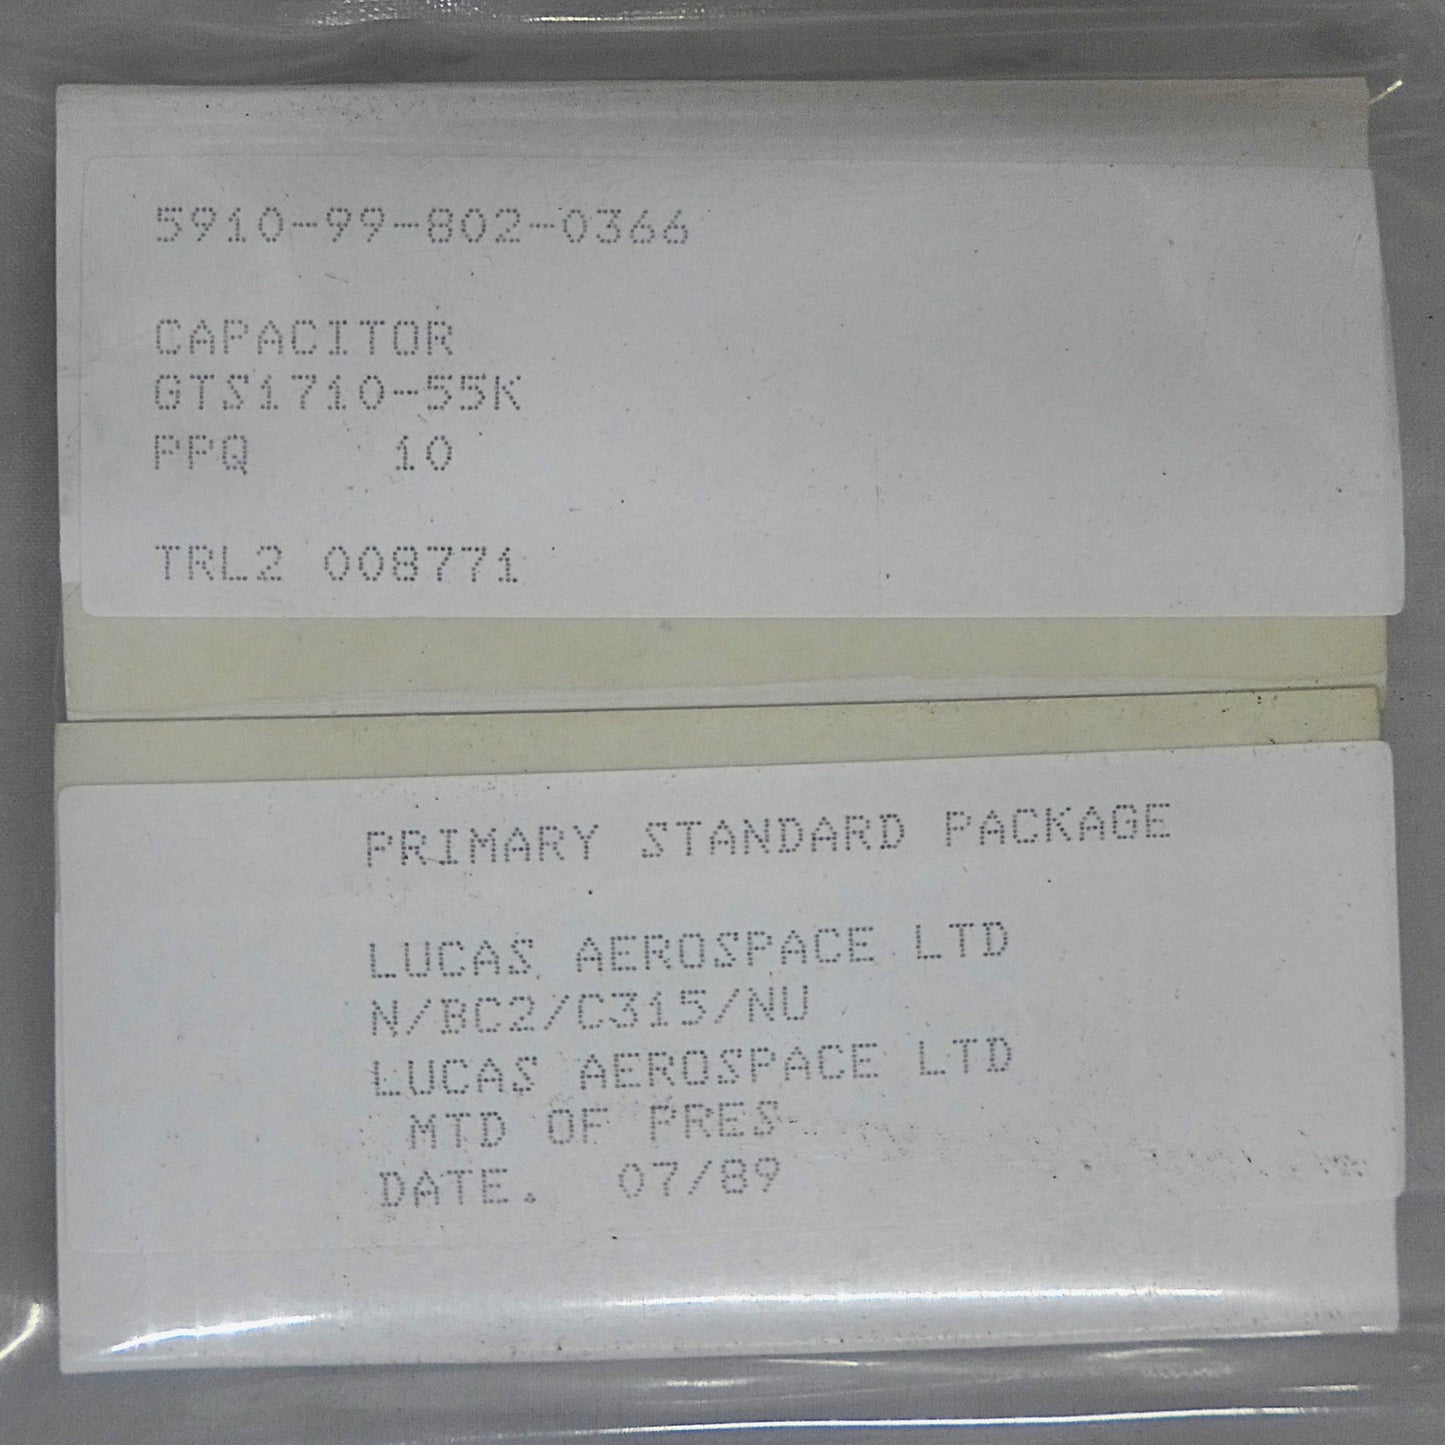 5910-99-802-0366
CAPACITOR
GTS1710-55K
PPQ 10
TRL2 008771
PRIMARY STANDARD PACKAGE
LUCAS AEROSPACE LTD
N/BC2/C315/NU
LUCAS AEROSPACE LTD
MTD OF PRES
DATE. 07/89